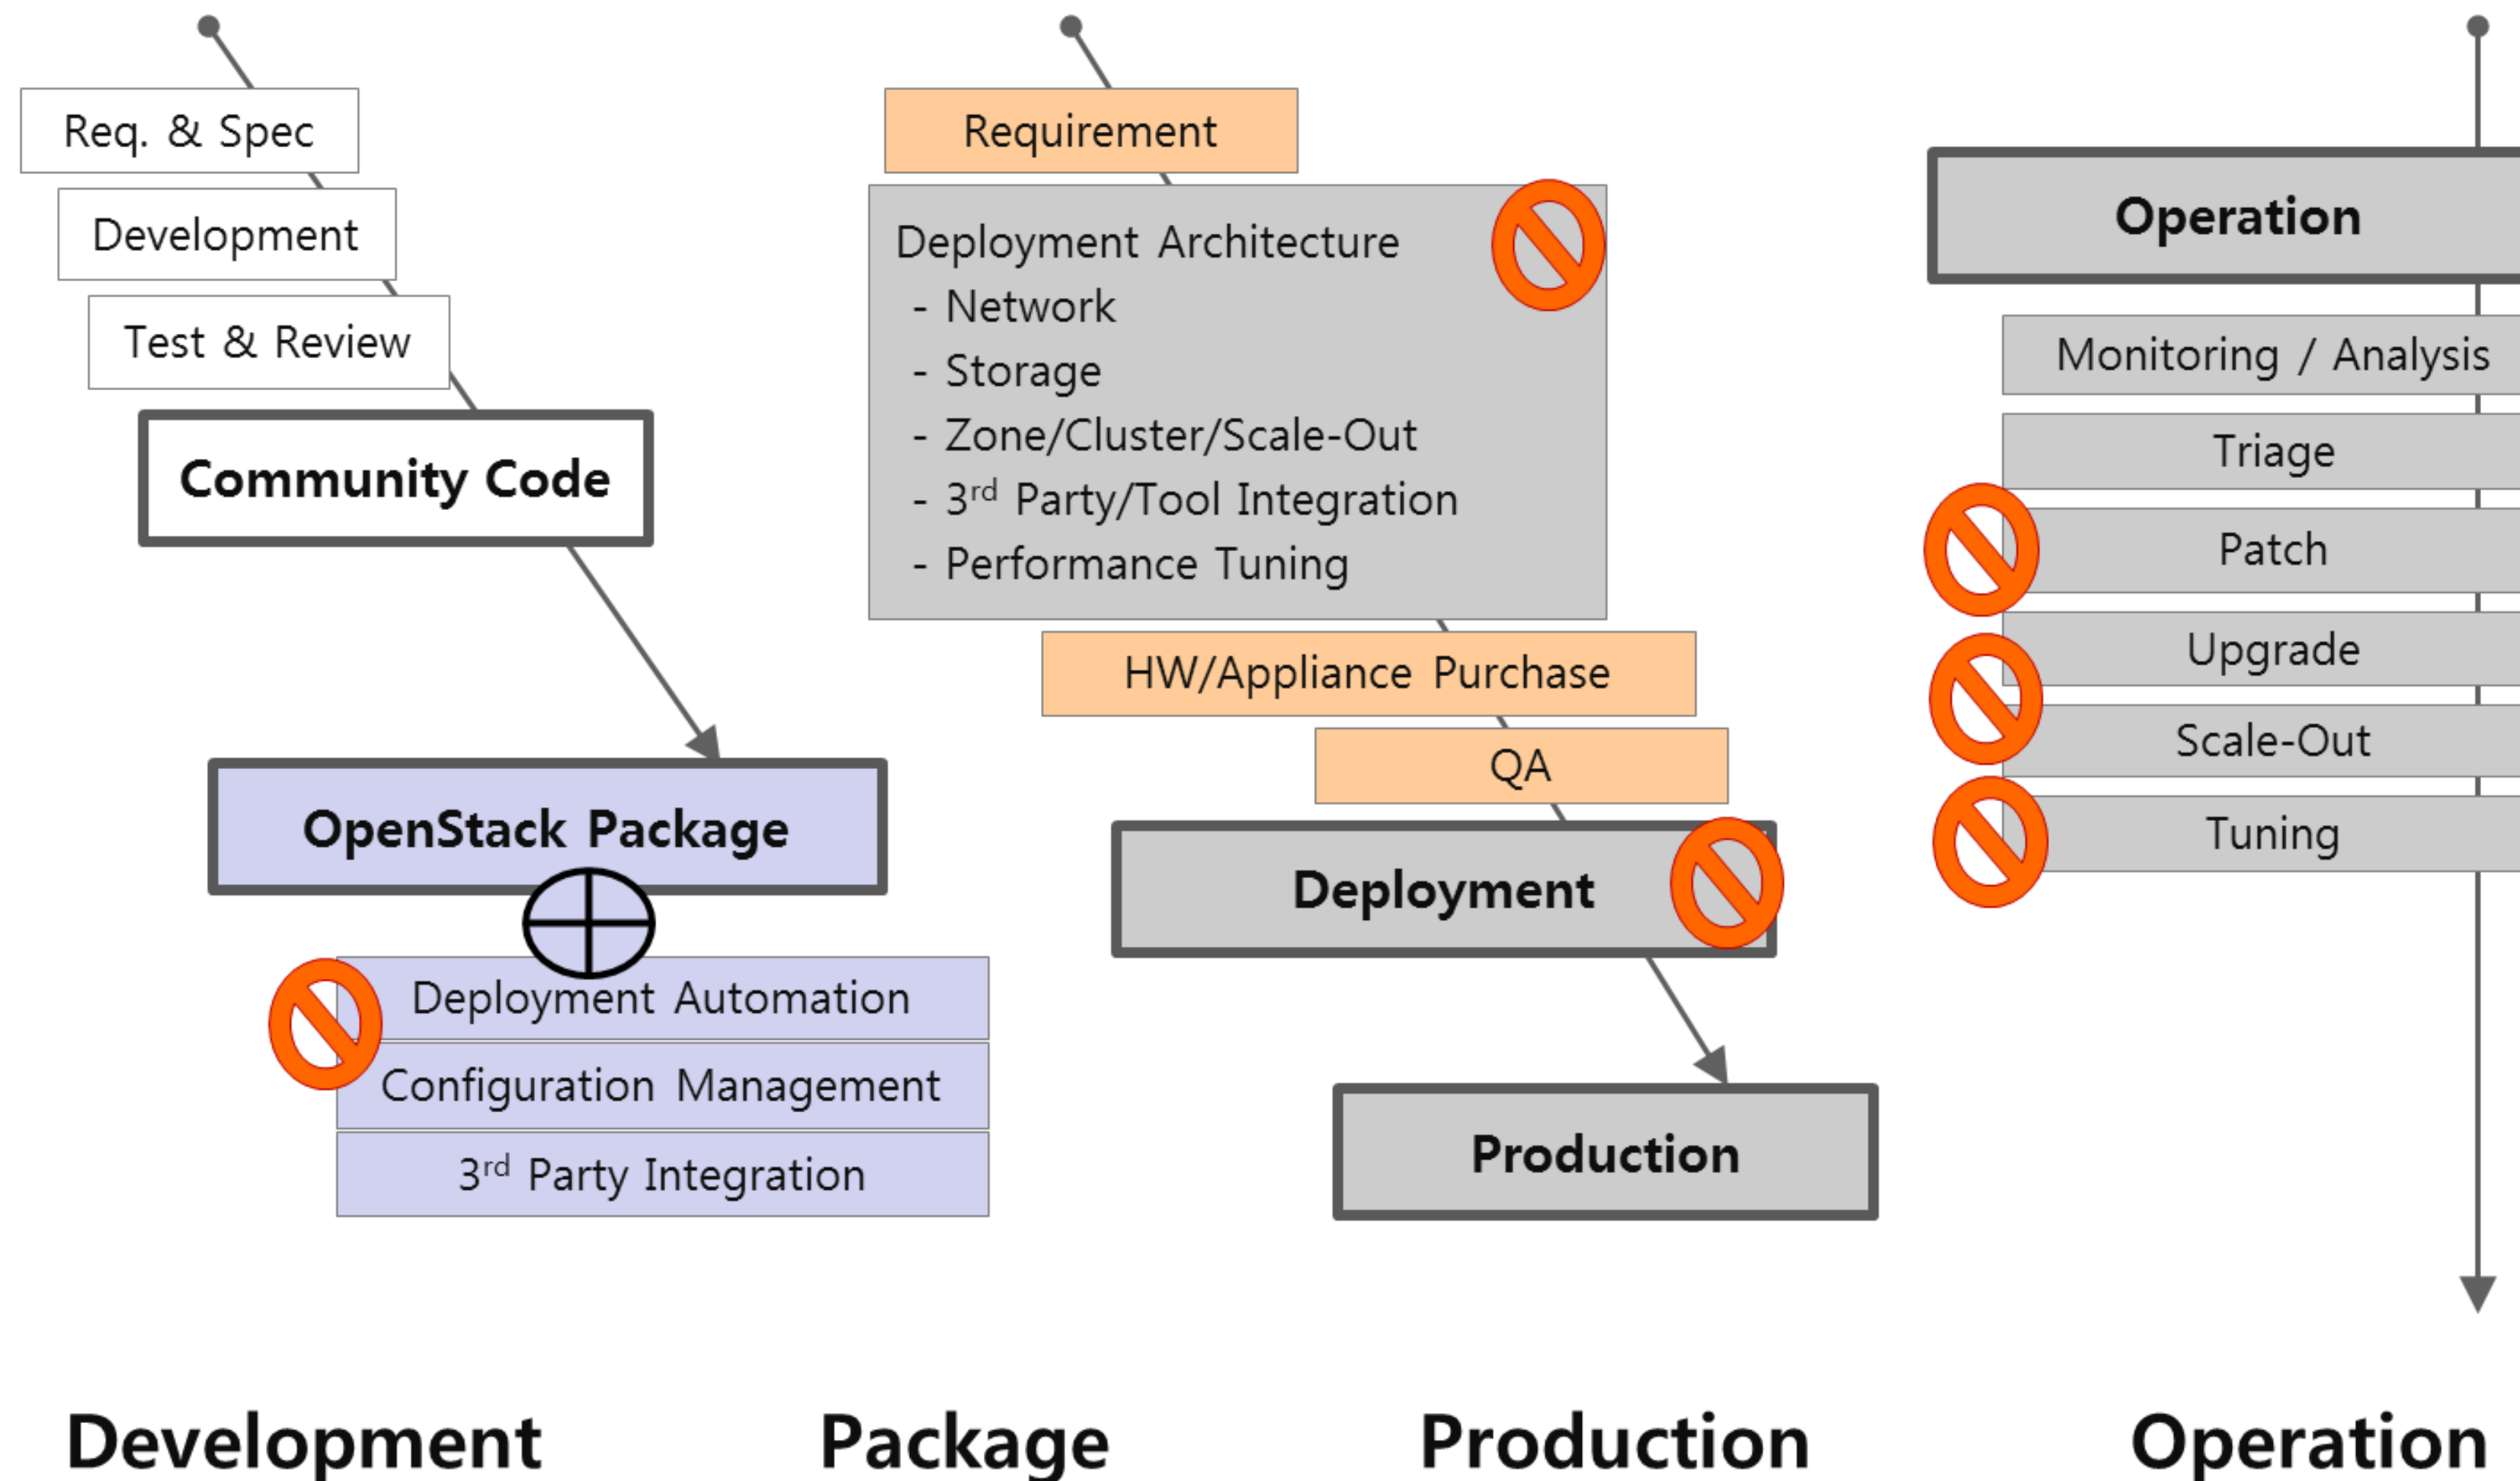 Req. & Spec
Development
Test & Review
Community Code
OpenStack Package
Deployment Automation
Configuration Management
3rd Party Integration
Requirement
Deployment Architecture
- Network
- Storage
- Zone/Cluster/Scale-Out
- 3rd Party/Tool Integration
- Performance Tuning
HW/Appliance Purchase
QA
Deployment
Production
Operation
Monitoring / Analysis
Triage
Patch
Upgrade
Scale-Out
Tuning
Development
Package
Production
Operation